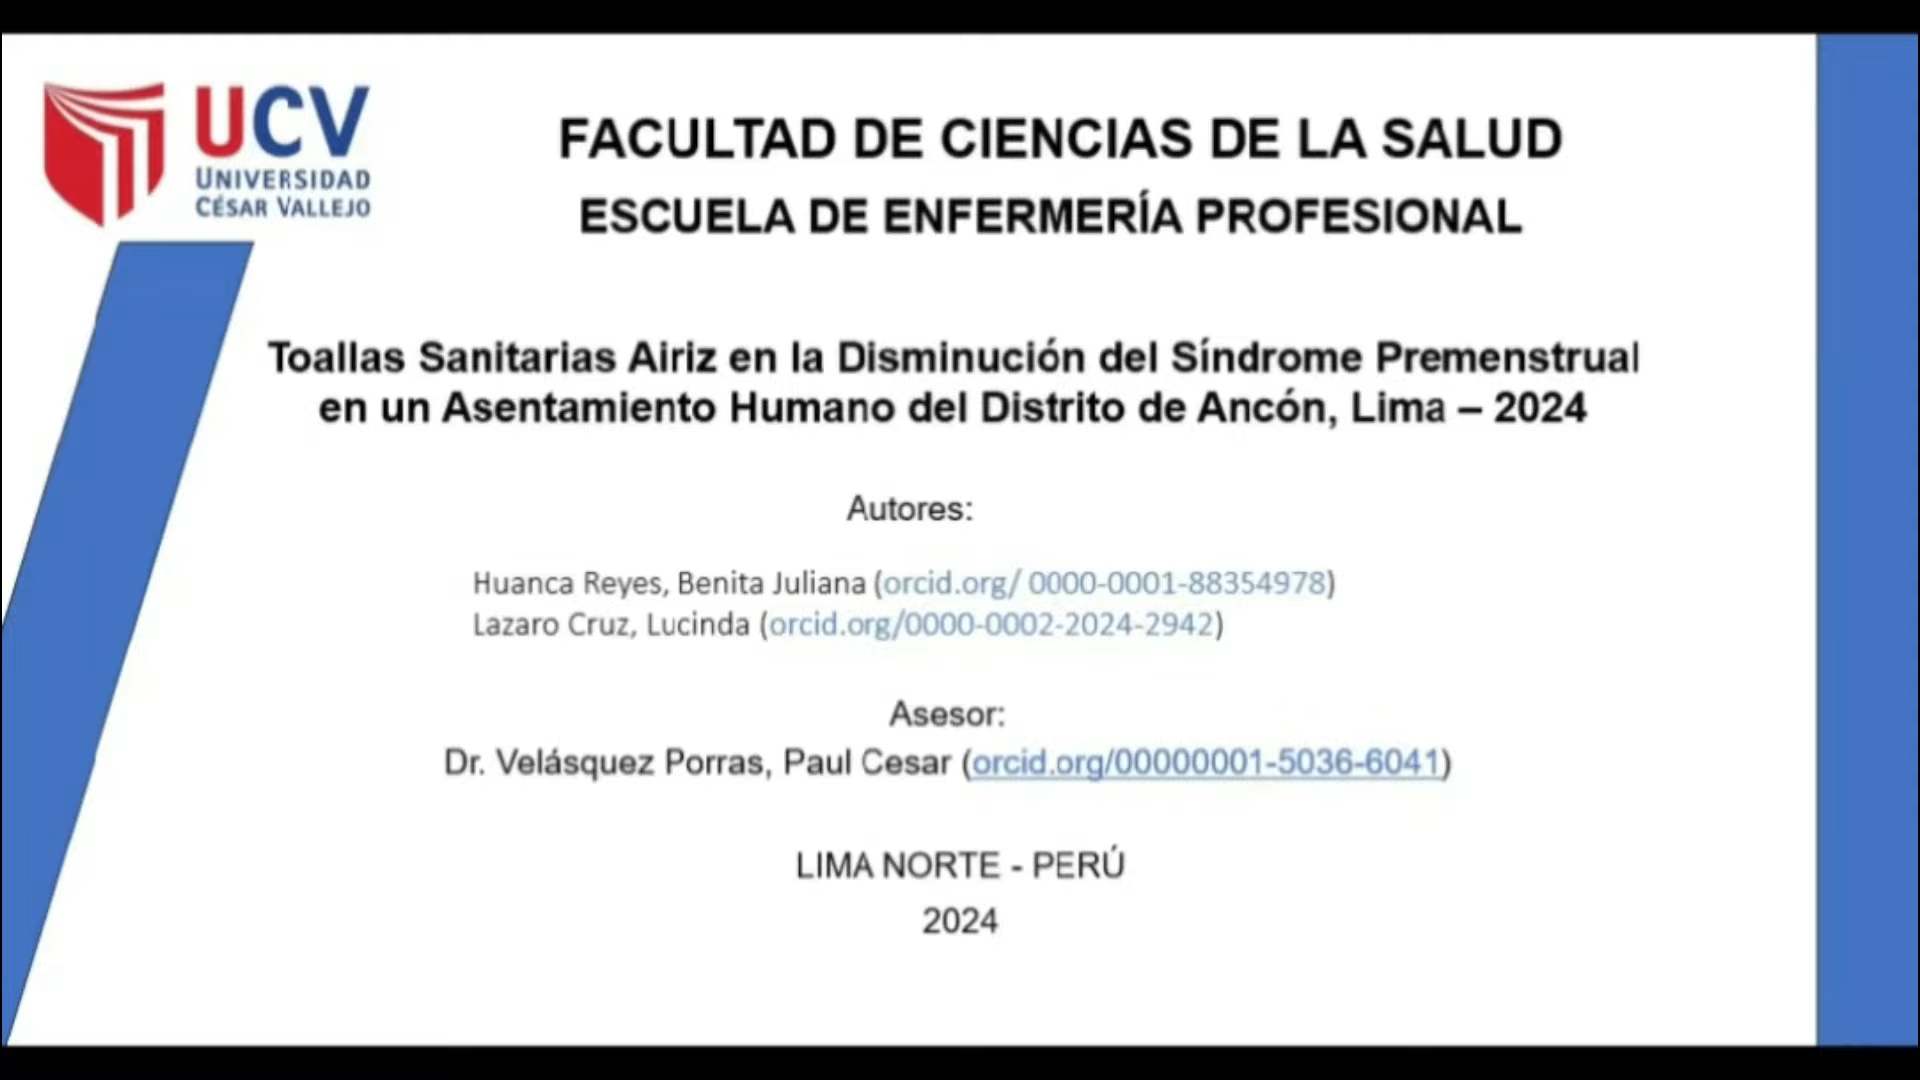 UCV
UNIVERSIDAD
CÉSAR VALLEJO
FACULTAD DE CIENCIAS DE LA SALUD
ESCUELA DE ENFERMERÍA PROFESIONAL
Toallas Sanitarias Airiz en la Disminución del Síndrome Premenstrual
en un Asentamiento Humano del Distrito de Ancón, Lima – 2024
Autores:
Huanca Reyes, Benita Juliana (orcid.org/ 0000-0001-88354978)
Lazaro Cruz, Lucinda (orcid.org/0000-0002-2024-2942)
Asesor:
Dr. Velásquez Porras, Paul Cesar (orcid.org/00000001-5036-6041)
LIMA NORTE - PERÚ
2024